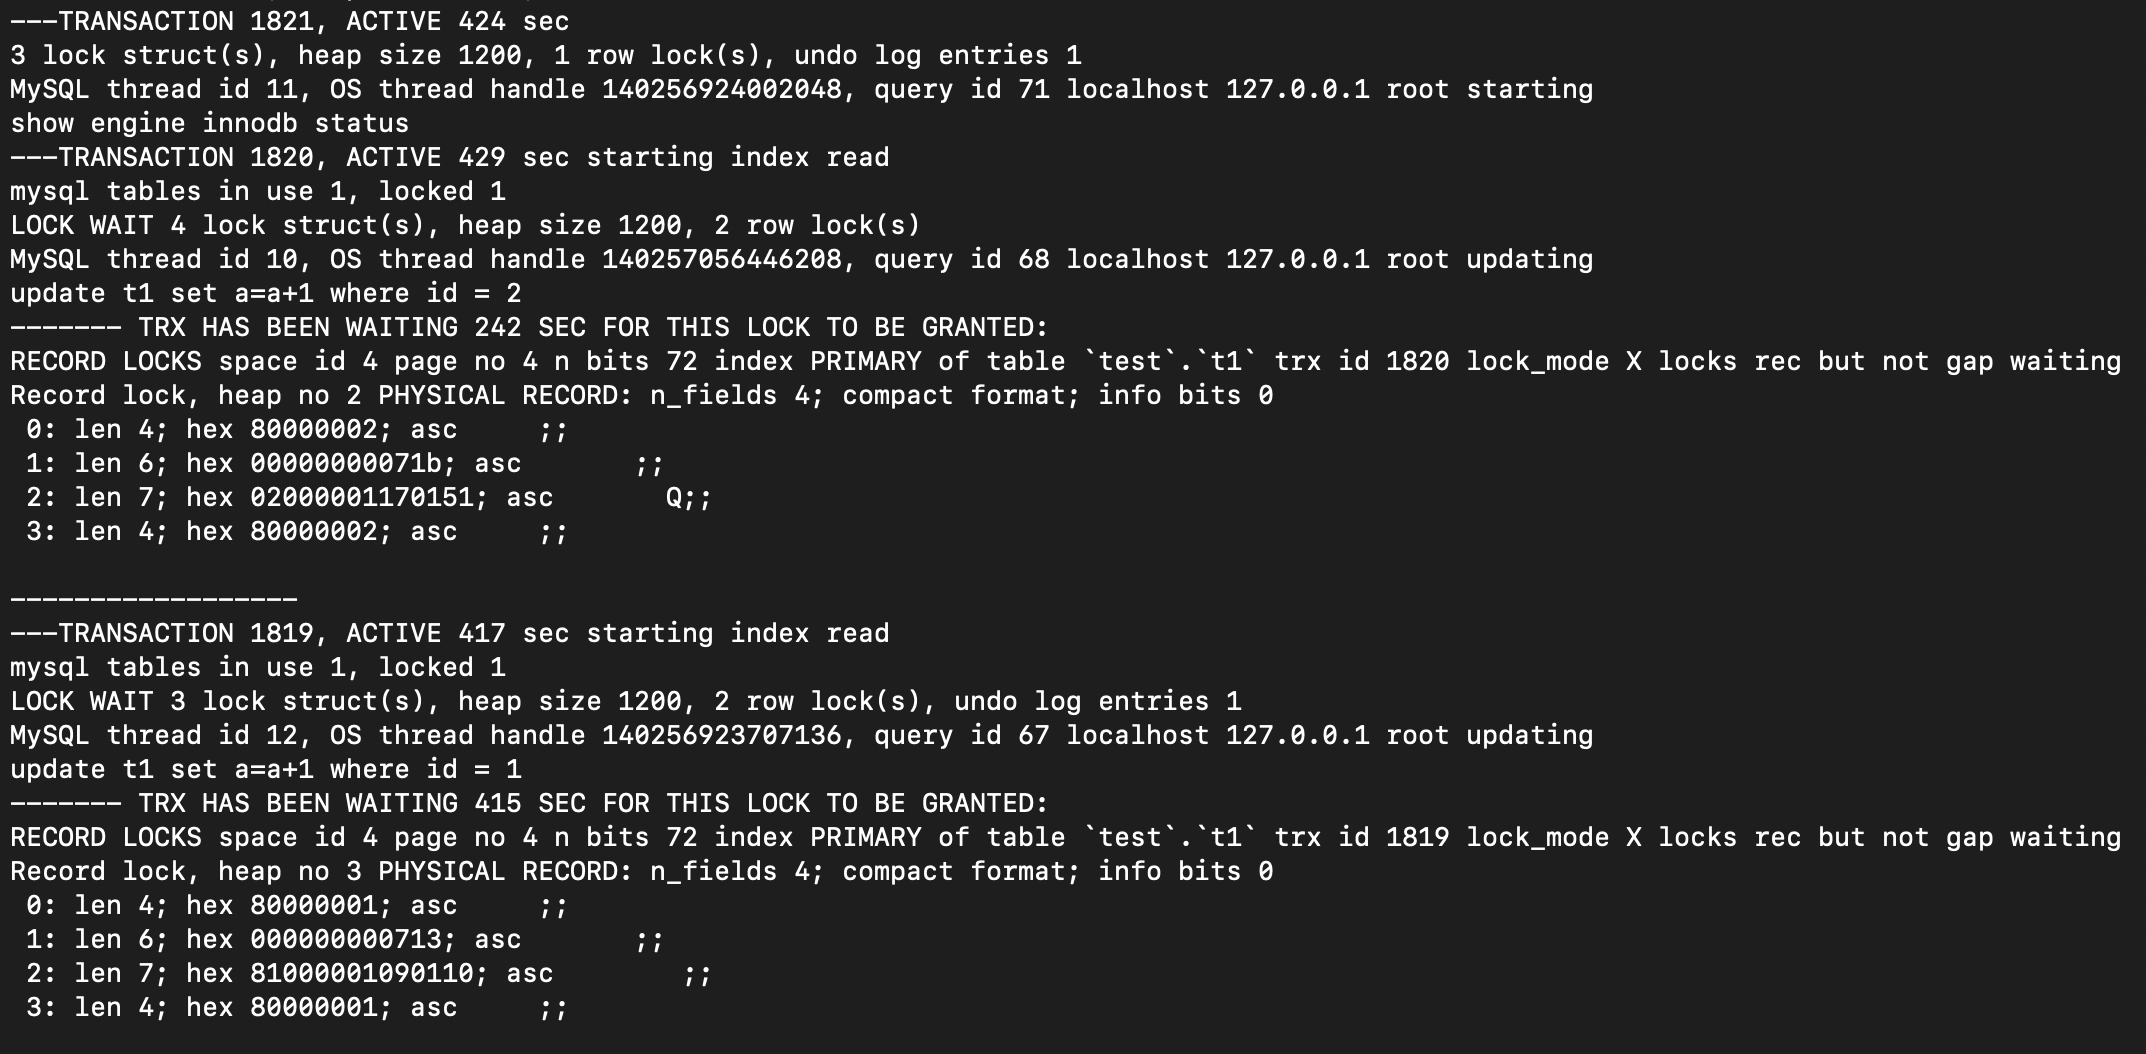 ---TRANSACTION 1821, ACTIVE 424 sec
3 lock struct(s), heap size 1200, 1 row lock(s), undo log entries 1
MySQL thread id 11, OS thread handle 140256924002048, query id 71 localhost 127.0.0.1 root starting
show engine innodb status
---TRANSACTION 1820, ACTIVE 429 sec starting index read
mysql tables in use 1, locked 1
LOCK WAIT 4 lock struct(s), heap size 1200, 2 row lock(s)
MySQL thread id 10, OS thread handle 140257056446208, query id 68 localhost 127.0.0.1 root updating
update t1 set a=a+1 where id = 2
------- TRX HAS BEEN WAITING 242 SEC FOR THIS LOCK TO BE GRANTED:
RECORD LOCKS space id 4 page no 4 n bits 72 index PRIMARY of table `test`.`t1` trx id 1820 lock_mode X locks rec but not gap waiting
Record lock, heap no 2 PHYSICAL RECORD: n_fields 4; compact format; info bits 0
 0: len 4; hex 80000002; asc     ;;
 1: len 6; hex 00000000071b; asc       ;;
 2: len 7; hex 02000001170151; asc       Q;;
 3: len 4; hex 80000002; asc     ;;

------------------
---TRANSACTION 1819, ACTIVE 417 sec starting index read
mysql tables in use 1, locked 1
LOCK WAIT 3 lock struct(s), heap size 1200, 2 row lock(s), undo log entries 1
MySQL thread id 12, OS thread handle 140256923707136, query id 67 localhost 127.0.0.1 root updating
update t1 set a=a+1 where id = 1
------- TRX HAS BEEN WAITING 415 SEC FOR THIS LOCK TO BE GRANTED:
RECORD LOCKS space id 4 page no 4 n bits 72 index PRIMARY of table `test`.`t1` trx id 1819 lock_mode X locks rec but not gap waiting
Record lock, heap no 3 PHYSICAL RECORD: n_fields 4; compact format; info bits 0
 0: len 4; hex 80000001; asc     ;;
 1: len 6; hex 000000000713; asc       ;;
 2: len 7; hex 81000001090110; asc        ;;
 3: len 4; hex 80000001; asc     ;;